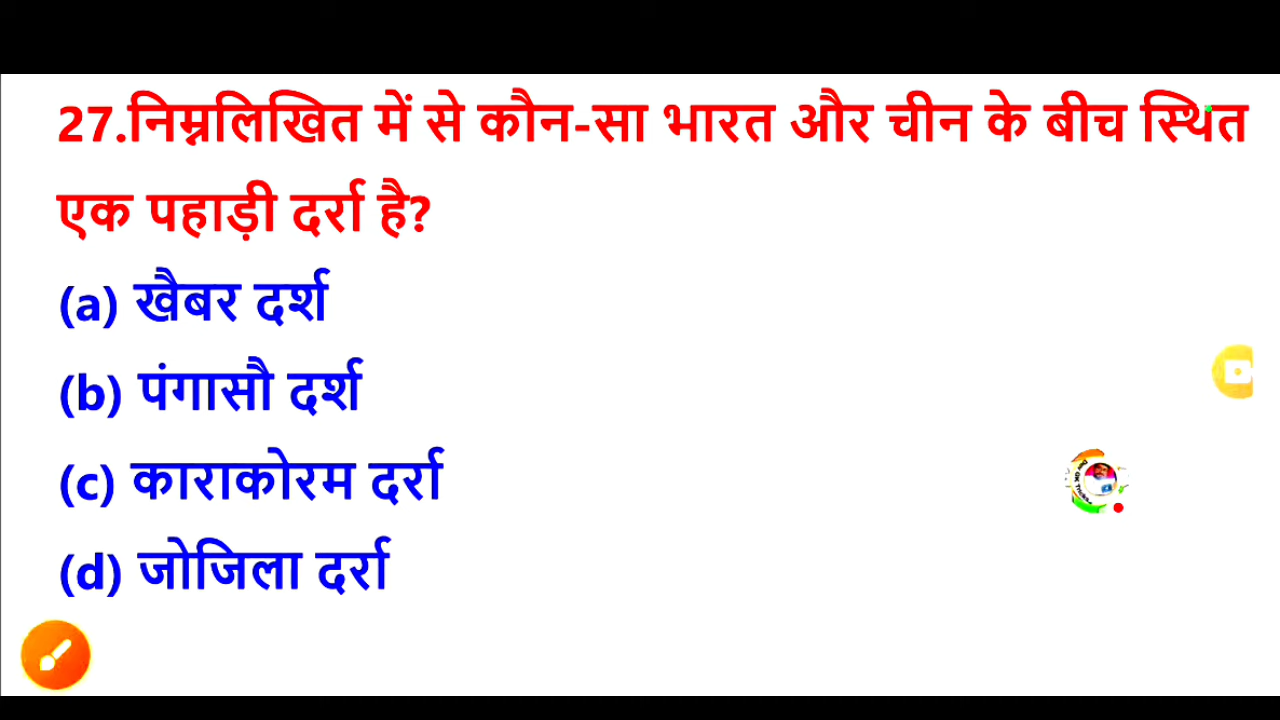 27.निम्नलिखित में से कौन-सा भारत और चीन के बीच स्थित
एक पहाड़ी दर्रा है?
(a) खैबर दर्श
(b) पंगासौ दर्श
(c) काराकोरम दर्रा
(d) जोजिला दर्रा